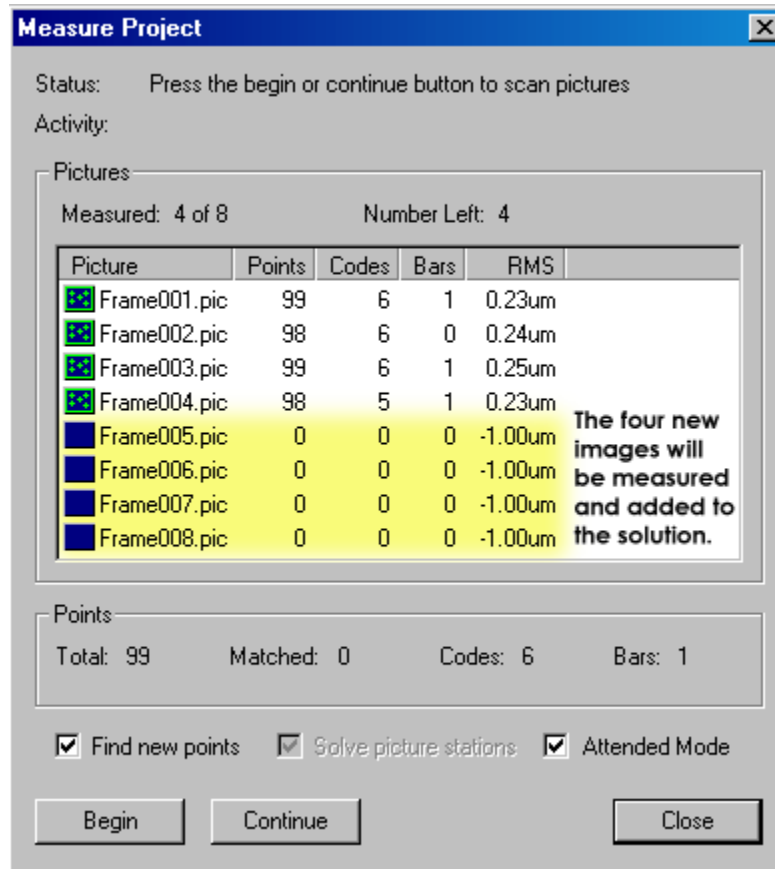 Measure Project
Status: Press the begin or continue button to scan pictures
Activity:
Pictures
Measured: 4 of 8 Number Left: 4
Picture Points Codes Bars RMS
Frame001.pic 99 6 1 0.23um
Frame002.pic 98 6 0 0.24um
Frame003.pic 99 6 1 0.25um
Frame004.pic 98 5 1 0.23um
Frame005.pic 0 0 0 -1.00um
Frame006.pic 0 0 0 -1.00um
Frame007.pic 0 0 0 -1.00um
Frame008.pic 0 0 0 -1.00um
The four new
images will
be measured
and added to
the solution.
Points
Total: 99 Matched: 0 Codes: 6 Bars: 1
Find new points Solve picture stations Attended Mode
Begin Continue Close